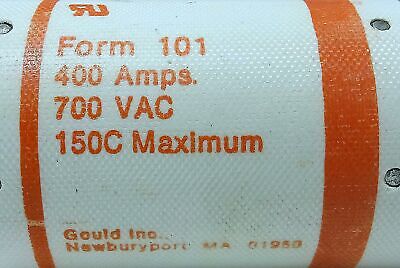 Form 101
400 Amps.
700 VAC
150C Maximum
Gould Inc.
Newburyport MA 01950